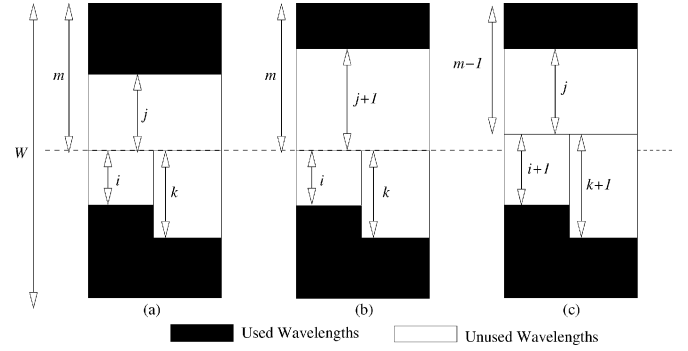 W
m
j
i
k
(a)
m
j+1
i
k
(b)
m−1
j
i+1
k+1
(c)
Used Wavelengths
Unused Wavelengths